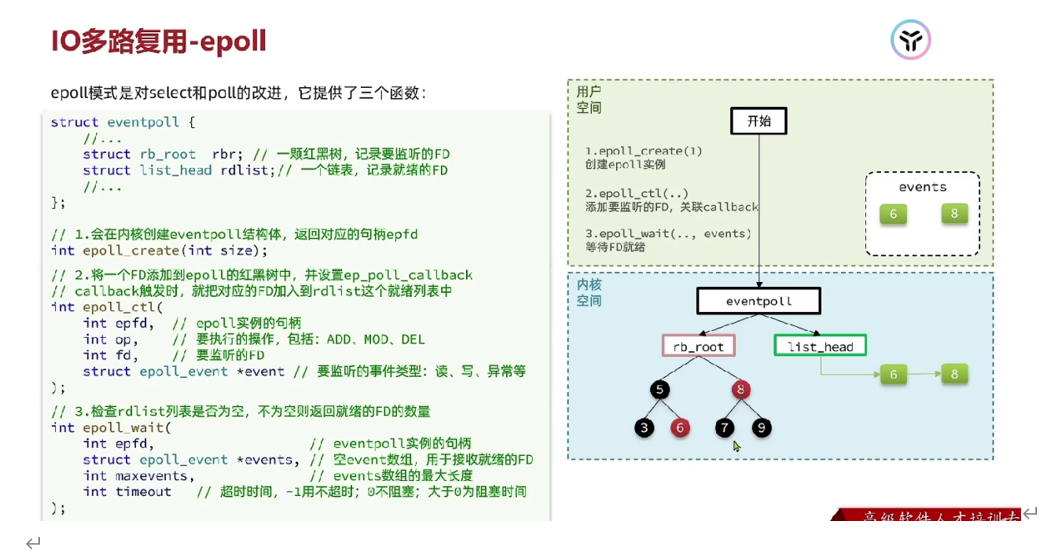 IO多路复用-epoll
epoll模式是对select和poll的改进，它提供了三个函数：
struct eventpoll {
//...
struct rb_root rbr; // 一颗红黑树，记录要监听的FD
struct list_head rdlist;// 一个链表，记录就绪的FD
//...
};
// 1.会在内核创建eventpoll结构体，返回对应的句柄epfd
int epoll_create(int size);
// 2.将一个FD添加到epoll的红黑树中，并设置ep_poll_callback
// callback触发时，就把对应的FD加入到rdlist这个就绪列表中
int epoll_ctl(
int epfd, // epoll实例的句柄
int op, // 要执行的操作，包括：ADD、MOD、DEL
int fd, // 要监听的FD
struct epoll_event *event // 要监听的事件类型：读、写、异常等
);
// 3.检查rdlist列表是否为空，不为空则返回就绪的FD的数量
int epoll_wait(
int epfd, // eventpoll实例的句柄
struct epoll_event *events, // 空event数组，用于接收就绪的FD
int maxevents, // events数组的最大长度
int timeout // 超时时间，-1用不超时；0不阻塞；大于0为阻塞时间
);
用户
空间
开始
1.epoll_create(1)
创建epoll实例
2.epoll_ctl(..)
添加要监听的FD，关联callback
3.epoll_wait(.., events)
等待FD就绪
events
6 8
内核
空间
eventpoll
rb_root list_head
6 8
5 8
3 6 7 9
高级软件人才培训专